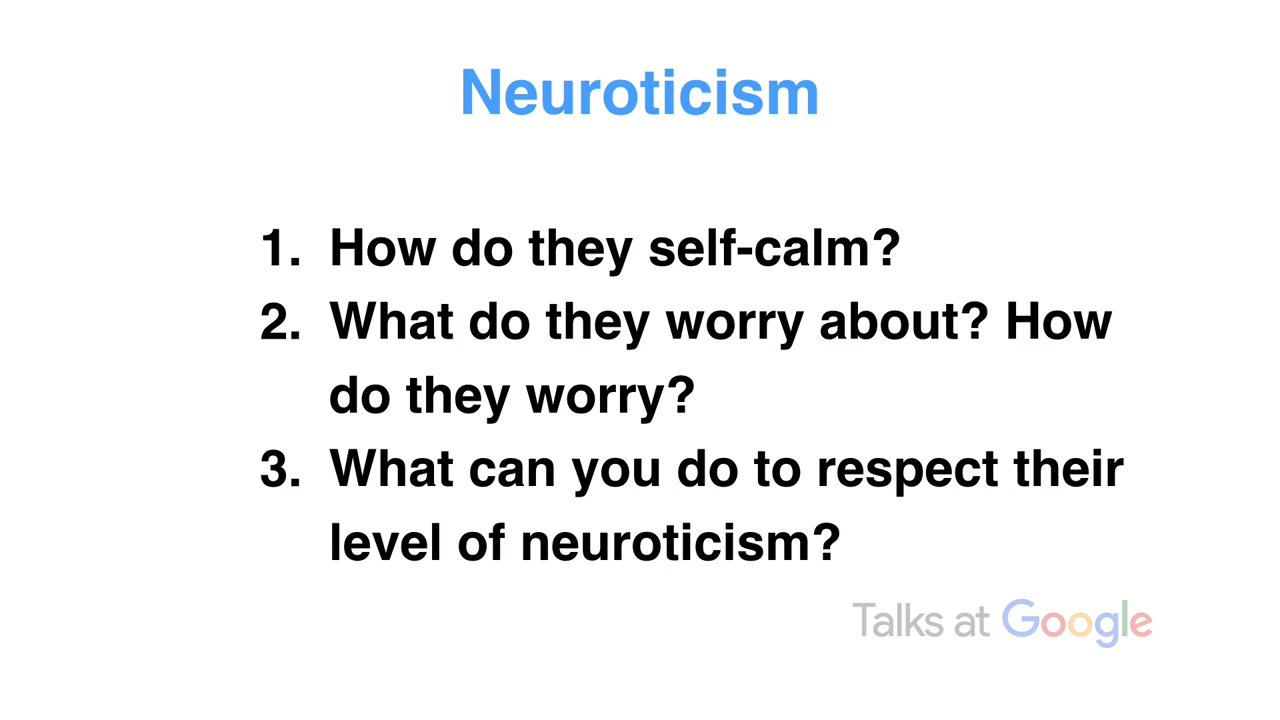 Neuroticism
1. How do they self-calm?
2. What do they worry about? How
do they worry?
3. What can you do to respect their
level of neuroticism?
Talks at Google